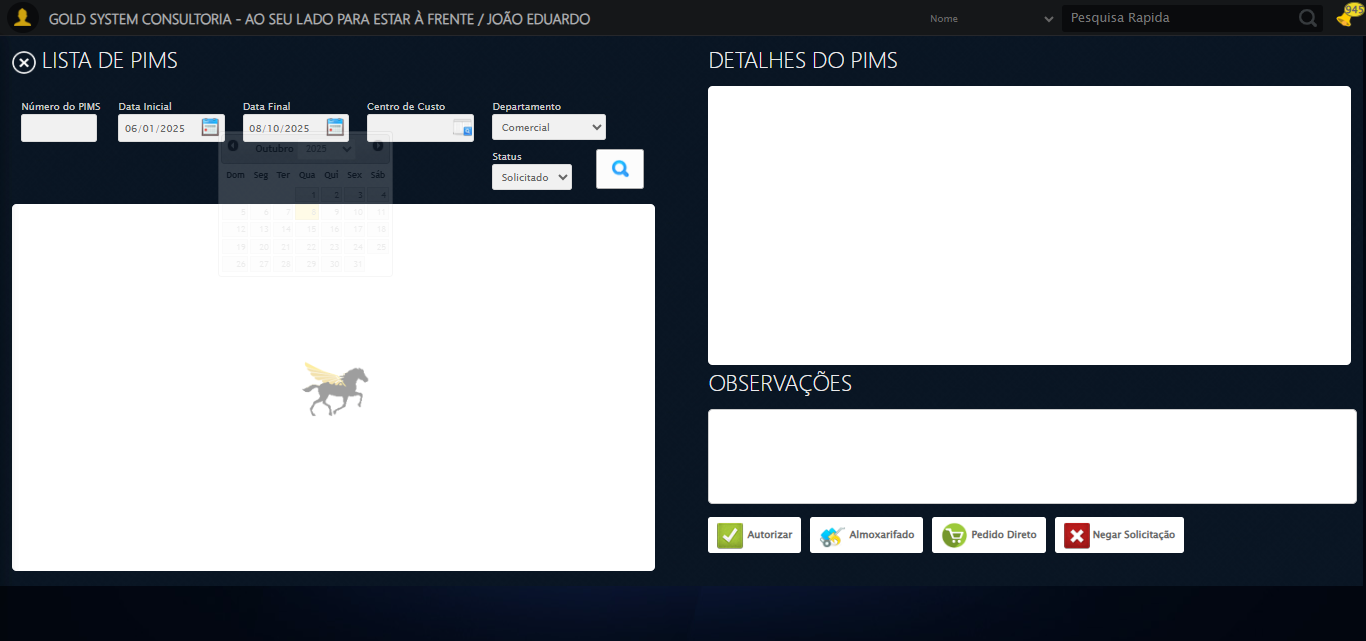 GOLD SYSTEM CONSULTORIA - AO SEU LADO PARA ESTAR À FRENTE / JOÃO EDUARDO
Nome
Pesquisa Rapida
945
LISTA DE PIMS
Número do PIMS
Data Inicial
Data Final
Centro de Custo
Departamento
06/01/2025
08/10/2025
Comercial
Status
Solicitado
Outubro 2025
Dom Seg Ter Qua Qui Sex Sáb
1 2 3 4
5 6 7 8 9 10 11
12 13 14 15 16 17 18
19 20 21 22 23 24 25
26 27 28 29 30 31
DETALHES DO PIMS
OBSERVAÇÕES
Autorizar
Almoxarifado
Pedido Direto
Negar Solicitação